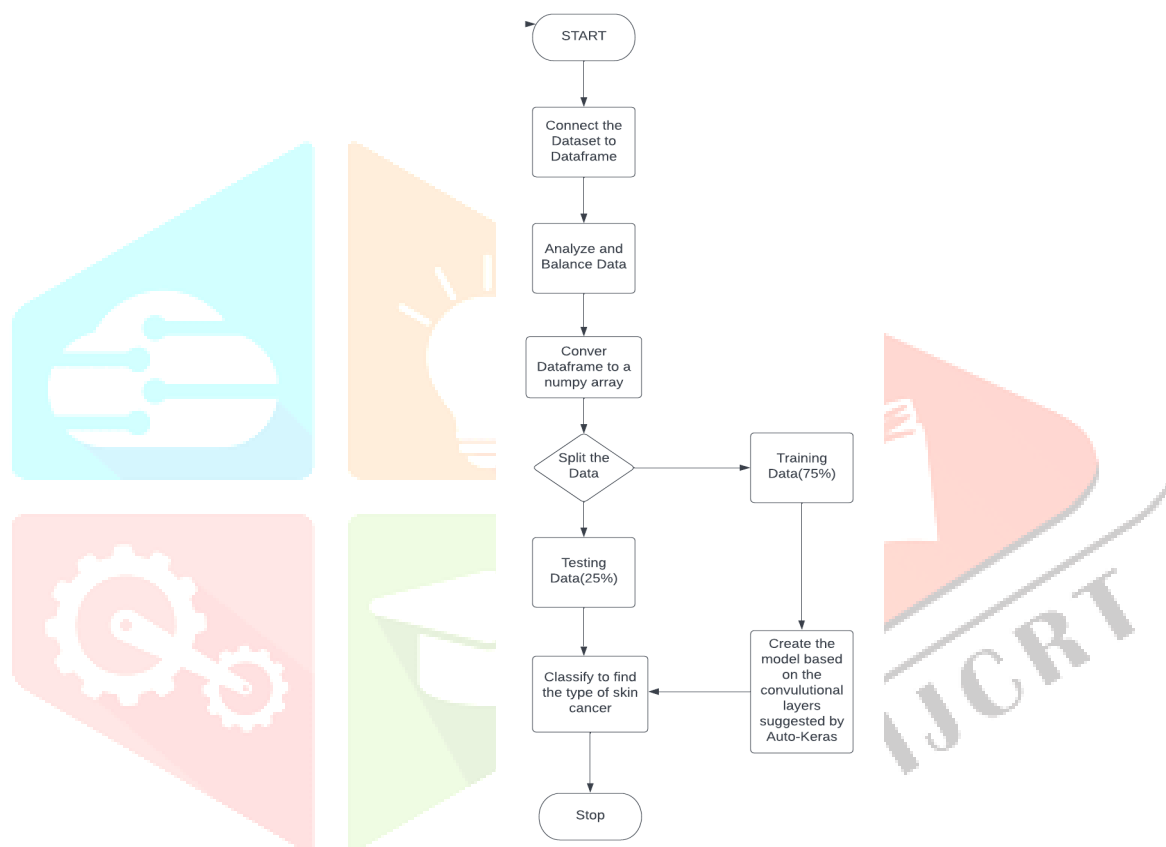 START
Connect the
Dataset to
Dataframe
Analyze and
Balance Data
Conver
Dataframe to a
numpy array
Split the
Data
Training
Data(75%)
Testing
Data(25%)
Create the
model based
on the
convulutional
layers
suggested by
Auto-Keras
Classify to find
the type of skin
cancer
Stop
IJCRT